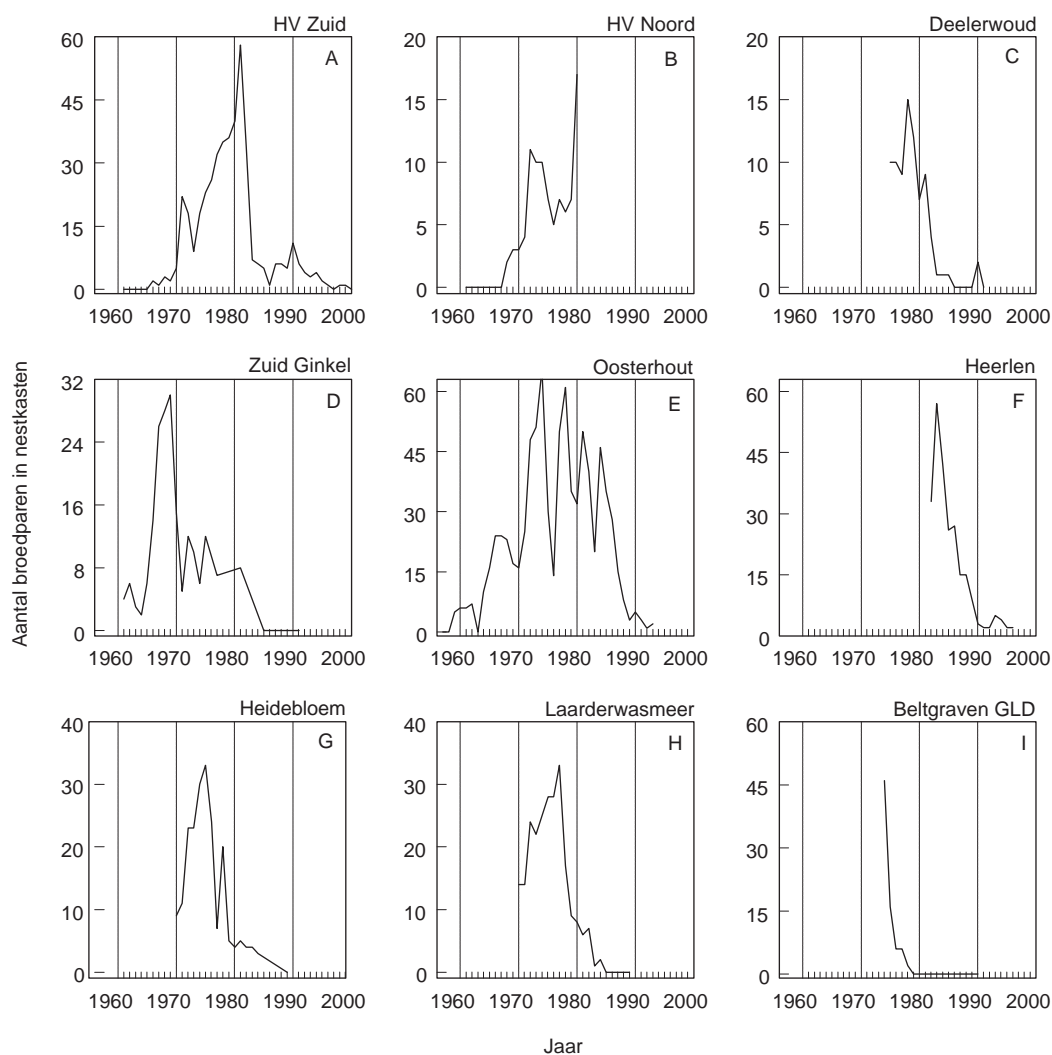 HV Zuid HV Noord Deelerwoud
A B C
60 20 20
45 15 15
30 10 10
15 5 5
0 0 0
1960 1970 1980 1990 2000 1960 1970 1980 1990 2000 1960 1970 1980 1990 2000
Zuid Ginkel Oosterhout Heerlen
D E F
32 60 60
24 45 45
16 30 30
8 15 15
0 0 0
1960 1970 1980 1990 2000 1960 1970 1980 1990 2000 1960 1970 1980 1990 2000
Aantal broedparen in nestkasten
Heidebloem Laarderwasmeer Beltgraven GLD
G H I
40 40 60
30 30 45
20 20 30
10 10 15
0 0 0
1960 1970 1980 1990 2000 1960 1970 1980 1990 2000 1960 1970 1980 1990 2000
Jaar